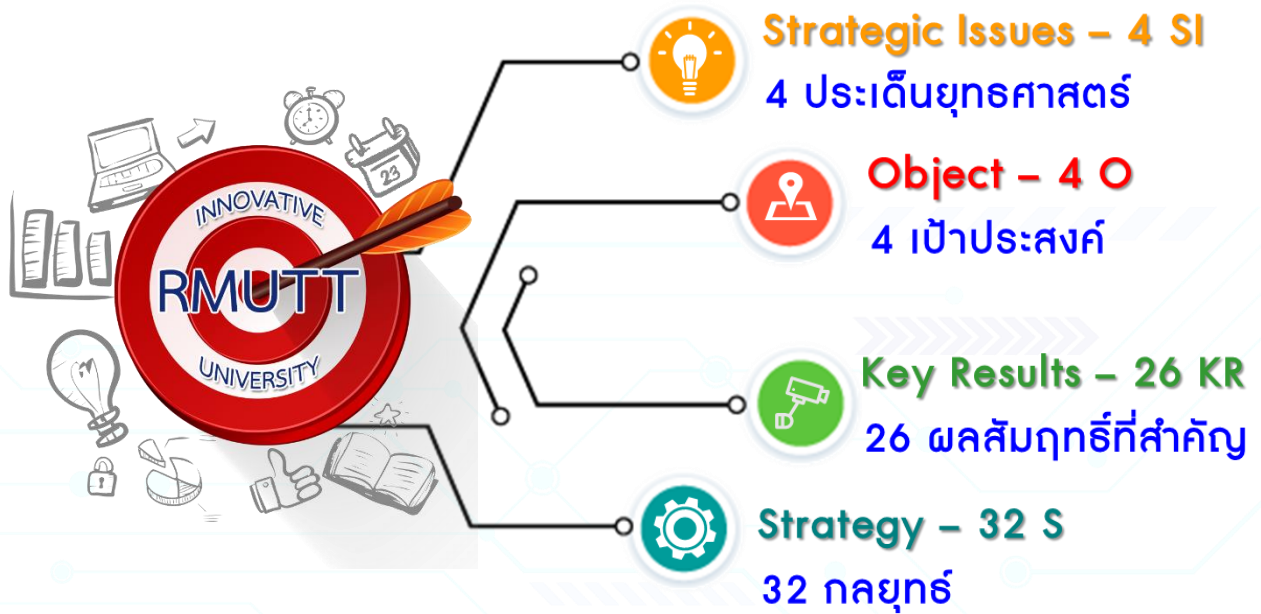 Strategic Issues – 4 SI
4 ประเด็นยุทธศาสตร์
Object – 4 O
4 เป้าประสงค์
INNOVATIVE
RMUTT
UNIVERSITY
23
Key Results – 26 KR
26 ผลสัมฤทธิ์ที่สำคัญ
Strategy – 32 S
32 กลยุทธ์